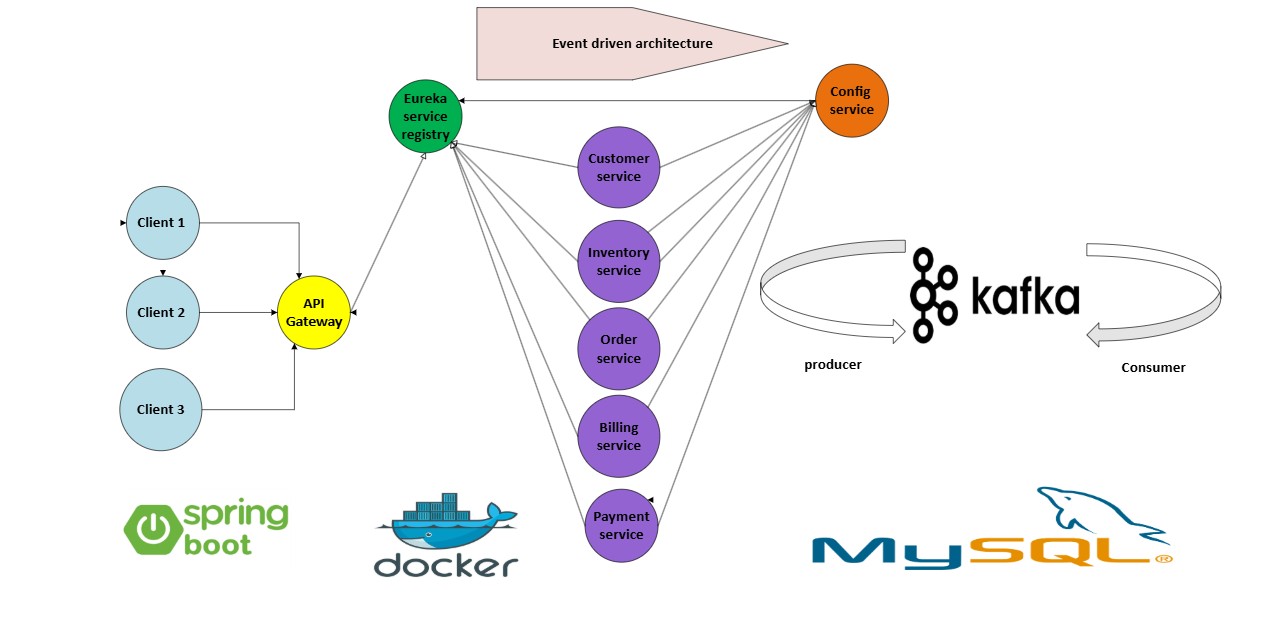 Event driven architecture
Eureka
service
registry
Config
service
Customer
service
Client 1
Inventory
service
Client 2
API
Gateway
kafka
Order
service
producer
Consumer
Client 3
Billing
service
spring
boot
docker
Payment
service
MySQL®